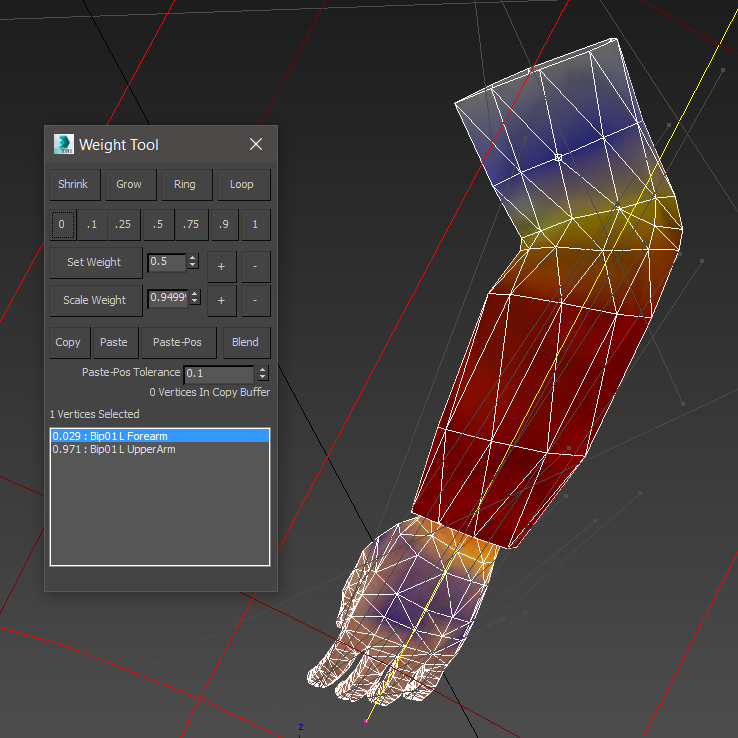 Weight Tool
Shrink Grow Ring Loop
0 .1 .25 .5 .75 .9 1
Set Weight 0.5 + -
Scale Weight 0.9499 + -
Copy Paste Paste-Pos Blend
Paste-Pos Tolerance 0.1
0 Vertices In Copy Buffer
1 Vertices Selected
0.029 : Bip01 L Forearm
0.971 : Bip01 L UpperArm
z